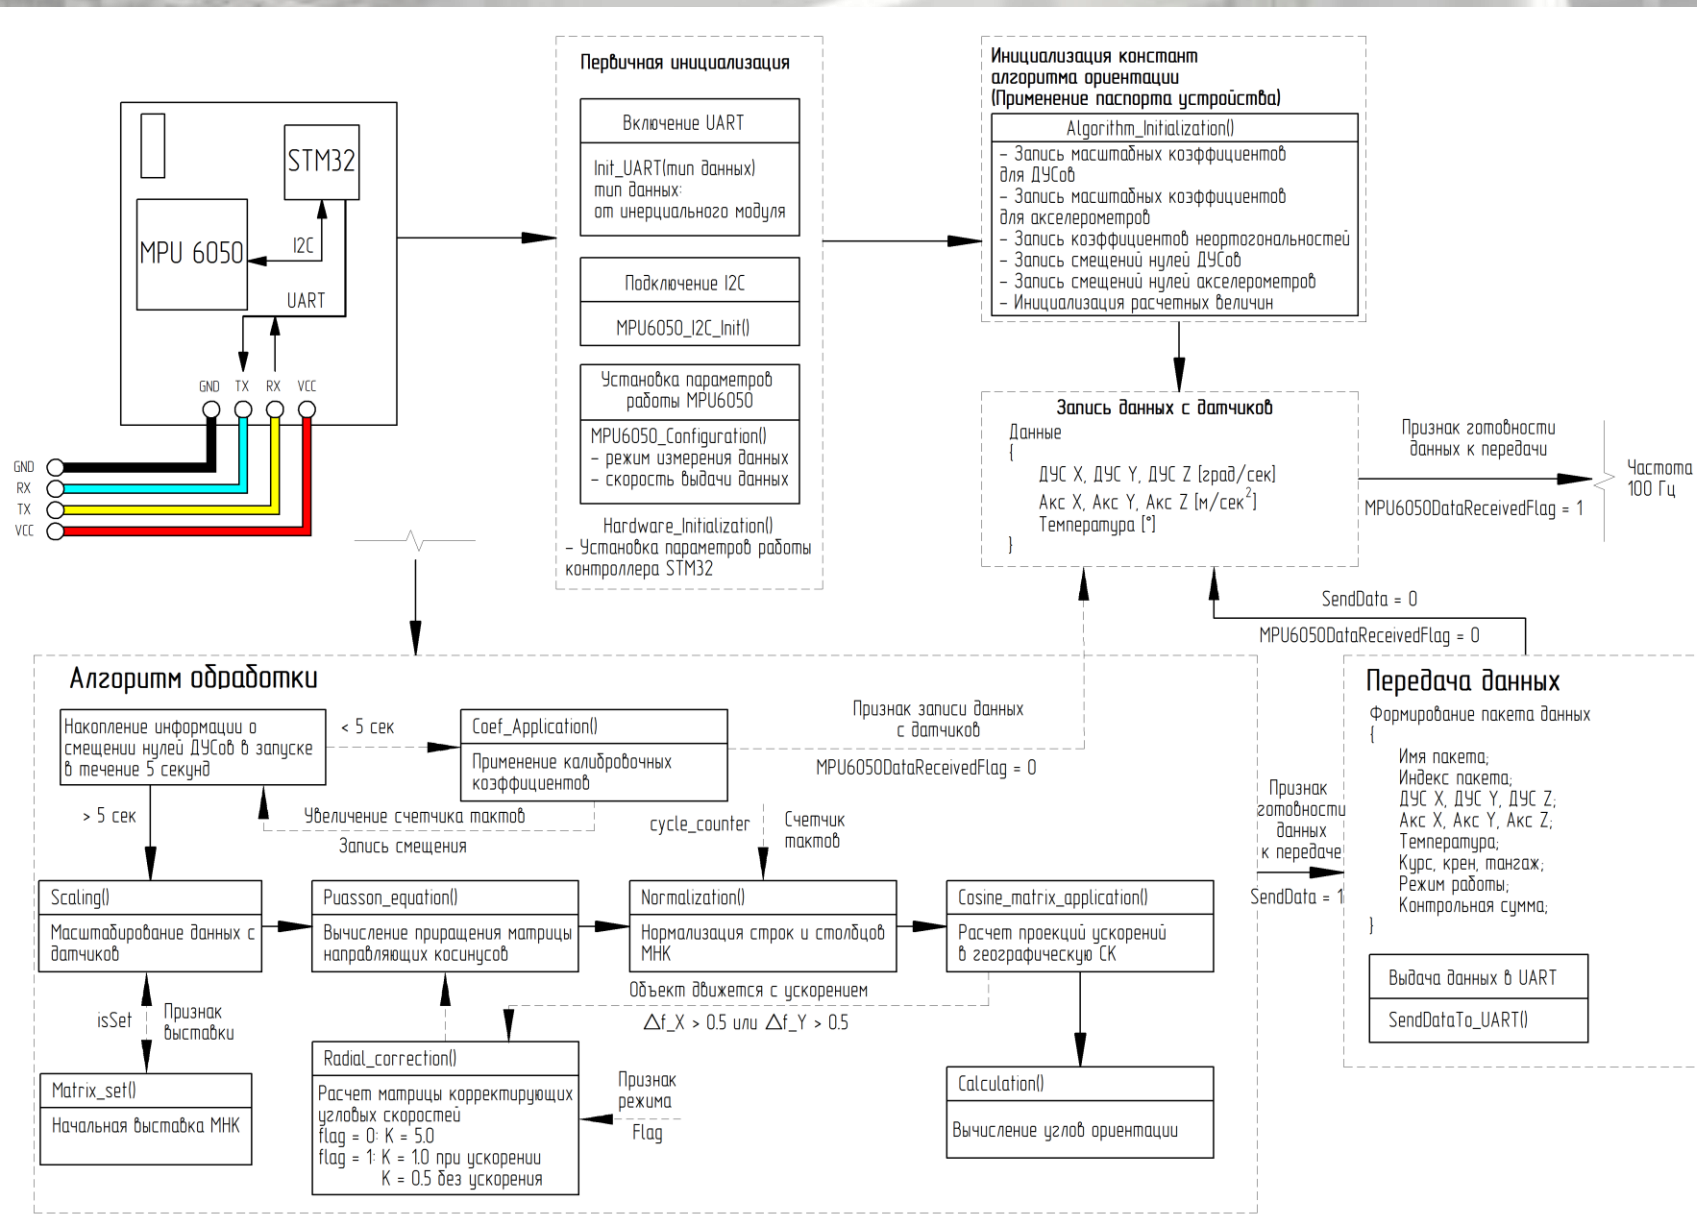 STM32
MPU 6050
I2C
UART
GND TX RX VCC
GND
RX
TX
VCC
Первичная инициализация
Включение UART
Init_UART(тип данных)
тип данных:
от инерциального модуля
Подключение I2C
MPU6050_I2C_Init()
Установка параметров
работы MPU6050
MPU6050_Configuration()
– режим измерения данных
– скорость выдачи данных
Hardware_Initialization()
– Установка параметров работы
контроллера STM32
Инициализация констант
алгоритма ориентации
(Применение паспорта устройства)
Algorithm_Initialization()
– Запись масштабных коэффициентов
для ДУСов
– Запись масштабных коэффициентов
для акселерометров
– Запись коэффициентов неортогональностей
– Запись смещений нулей ДУСов
– Запись смещений нулей акселерометров
– Инициализация расчетных величин
Запись данных с датчиков
Данные
{
ДУС X, ДУС Y, ДУС Z [град/сек]
Акс X, Акс Y, Акс Z [м/сек²]
Температура [°]
}
Признак готовности
данных к передачи
MPU6050DataReceivedFlag = 1
Частота
100 Гц
SendData = 0
MPU6050DataReceivedFlag = 0
Алгоритм обработки
Накопление информации о
смещении нулей ДУСов в запуске
в течение 5 секунд
< 5 сек
Coef_Application()
Применение калибровочных
коэффициентов
Признак записи данных
с датчиков
MPU6050DataReceivedFlag = 0
> 5 сек
Увеличение счетчика тактов
Запись смещения
cycle_counter
Счетчик
тактов
Scaling()
Масштабирование данных с
датчиков
Puasson_equation()
Вычисление приращения матрицы
направляющих косинусов
Normalization()
Нормализация строк и столбцов
МНК
Cosine_matrix_application()
Расчет проекций ускорений
в географическую СК
isSet
Признак
выставки
Объект движется с ускорением
△f_X > 0.5 или △f_Y > 0.5
Matrix_set()
Начальная выставка МНК
Radial_correction()
Расчет матрицы корректирующих
угловых скоростей
flag = 0: K = 5.0
flag = 1: K = 1.0 при ускорении
K = 0.5 без ускорения
Признак
режима
Flag
Calculation()
Вычисление углов ориентации
Признак
готовности
данных
к передаче
SendData = 1
Передача данных
Формирование пакета данных
{
Имя пакета;
Индекс пакета;
ДУС X, ДУС Y, ДУС Z;
Акс X, Акс Y, Акс Z;
Температура;
Курс, крен, тангаж;
Режим работы;
Контрольная сумма;
}
Выдача данных в UART
SendDataTo_UART()